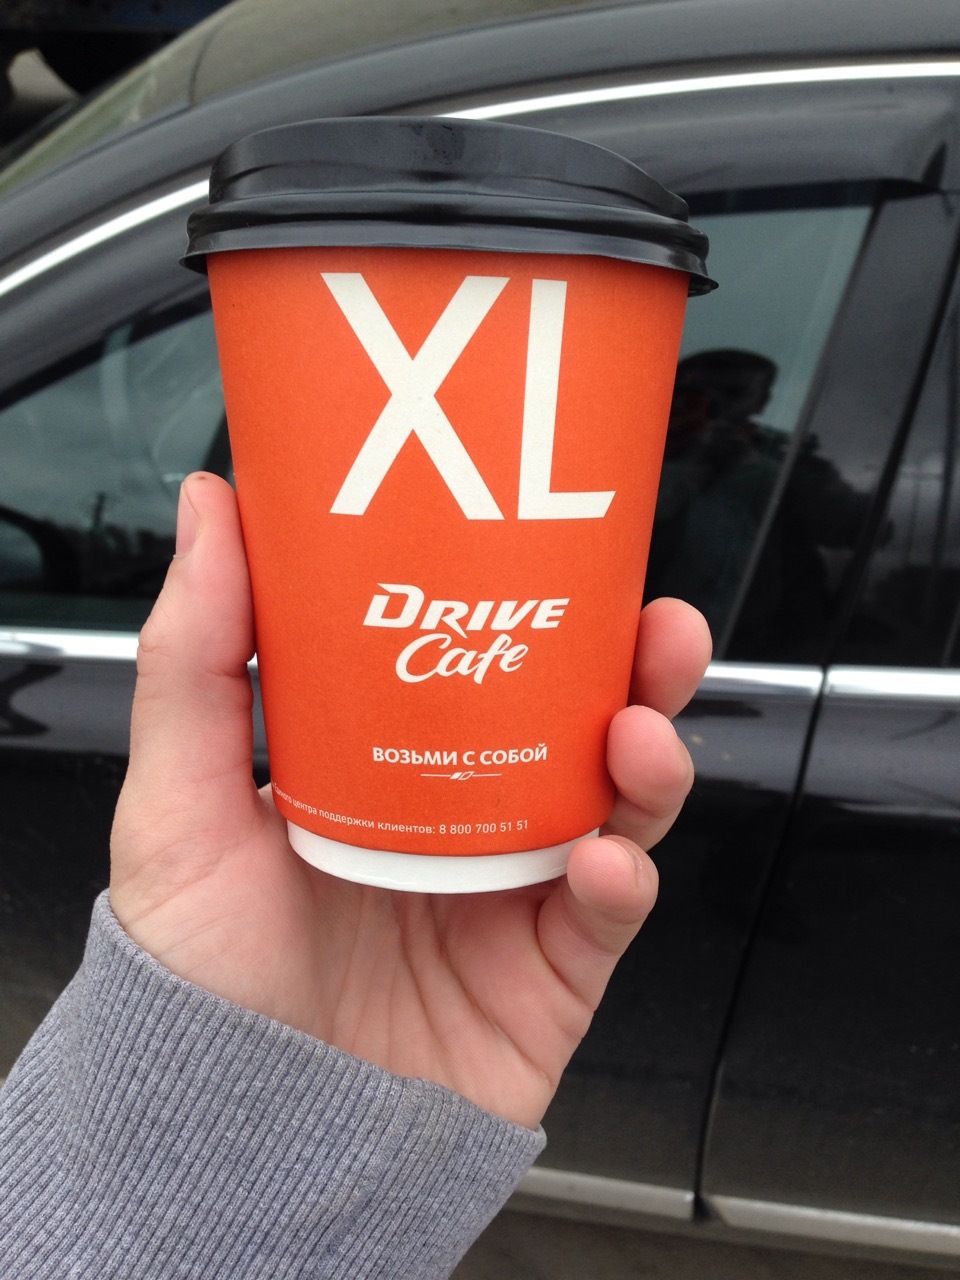 XL
DRIVE
Cafe
ВОЗЬМИ С СОБОЙ
центра поддержки клиентов: 8 800 700 51 51